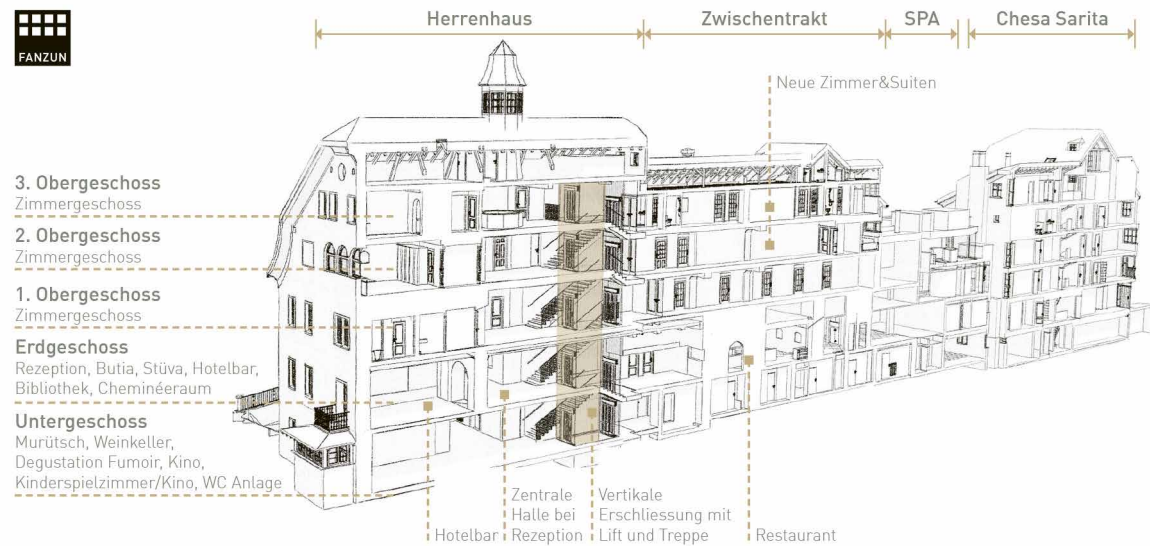 FANZUN
Herrenhaus
Zwischentrakt
SPA
Chesa Sarita
Neue Zimmer&Suiten
3. Obergeschoss
Zimmergeschoss
2. Obergeschoss
Zimmergeschoss
1. Obergeschoss
Zimmergeschoss
Erdgeschoss
Rezeption, Butia, Stüva, Hotelbar,
Bibliothek, Cheminéeraum
Untergeschoss
Murütsch, Weinkeller,
Degustation Fumoir, Kino,
Kinderspielzimmer/Kino, WC Anlage
Hotelbar
Zentrale
Halle bei
Rezeption
Vertikale
Erschliessung mit
Lift und Treppe
Restaurant